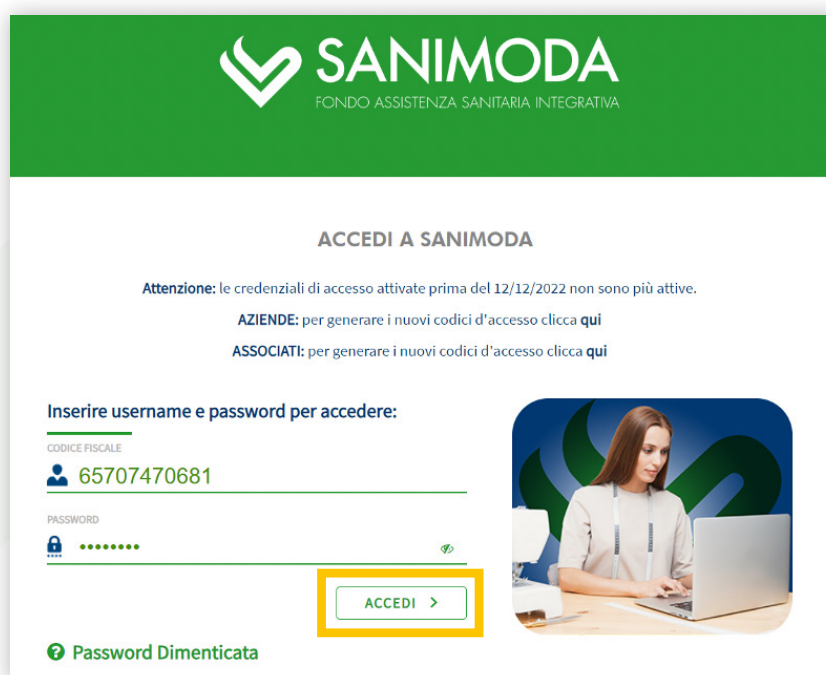 SANIMODA
FONDO ASSISTENZA SANITARIA INTEGRATIVA
ACCEDI A SANIMODA
Attenzione: le credenziali di accesso attivate prima del 12/12/2022 non sono più attive.
AZIENDE: per generare i nuovi codici d'accesso clicca qui
ASSOCIATI: per generare i nuovi codici d'accesso clicca qui
Inserire username e password per accedere:
CODICE FISCALE
65707470681
PASSWORD
••••••••
ACCEDI >
Password Dimenticata